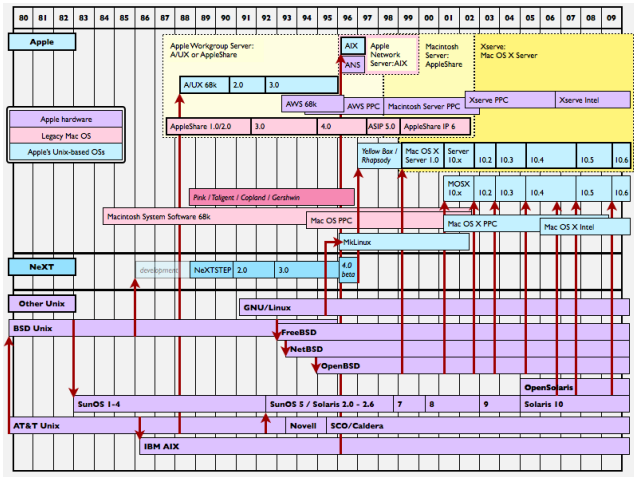 80 81 82 83 84 85 86 87 88 89 90 91 92 93 94 95 96 97 98 99 00 01 02 03 04 05 06 07 08 09
Apple
Apple Workgroup Server:
A/UX or AppleShare
AIX
ANS
Apple
Network
Server: AIX
Macintosh
Server:
AppleShare
Xserve:
Mac OS X Server
A/UX 68k 2.0 3.0
AWS 68k AWS PPC Macintosh Server PPC Xserve PPC Xserve Intel
Apple hardware
Legacy Mac OS
Apple's Unix-based OSs
AppleShare 1.0/2.0 3.0 4.0 ASIP 5.0 AppleShare IP 6
Yellow Box /
Rhapsody
Mac OS X
Server 1.0
Server
10.x
10.2 10.3 10.4 10.5 10.6
Pink / Taligent / Copland / Gershwin
MOSX
10.x
10.2 10.3 10.4 10.5 10.6
Macintosh System Software 68k Mac OS PPC Mac OS X PPC Mac OS X Intel
MkLinux
NeXT
development NeXTSTEP 2.0 3.0 4.0
beta
Other Unix
GNU/Linux
BSD Unix
FreeBSD
NetBSD
OpenBSD
OpenSolaris
SunOS 1-4 SunOS 5 / Solaris 2.0 - 2.6 7 8 9 Solaris 10
AT&T Unix Novell SCO/Caldera
IBM AIX